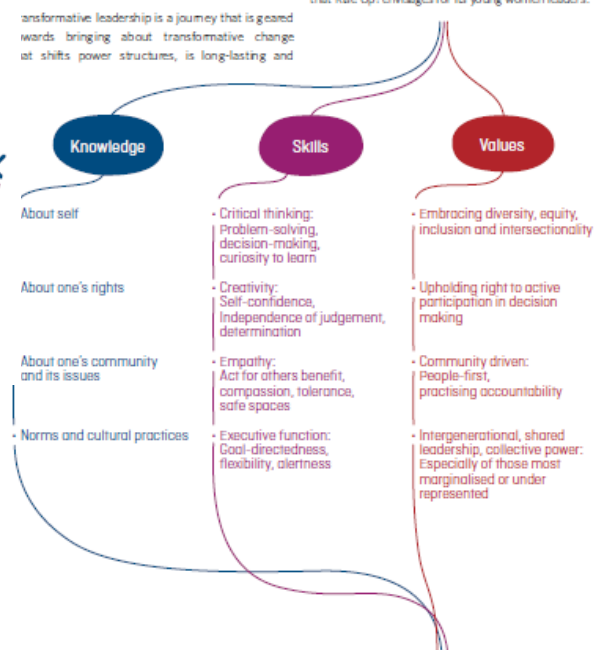 ansformative leadership is a journey that is geared
wards bringing about transformative change
at shifts power structures, is long-lasting and
Knowledge
About self
About one's rights
About one's community
and its issues
· Norms and cultural practices
Skills
· Critical thinking:
Problem-solving,
decision-making,
curiosity to learn
· Creativity:
Self-confidence,
Independence of judgement,
determination
· Empathy:
Act for others benefit,
compassion, tolerance,
safe spaces
· Executive function:
Goal-directedness,
flexibility, alertness
Values
· Embracing diversity, equity,
inclusion and intersectionality
· Upholding right to active
participation in decision
making
· Community driven:
People-first,
practising accountability
· Intergenerational, shared
leadership, collective power:
Especially of those most
marginalised or under
represented